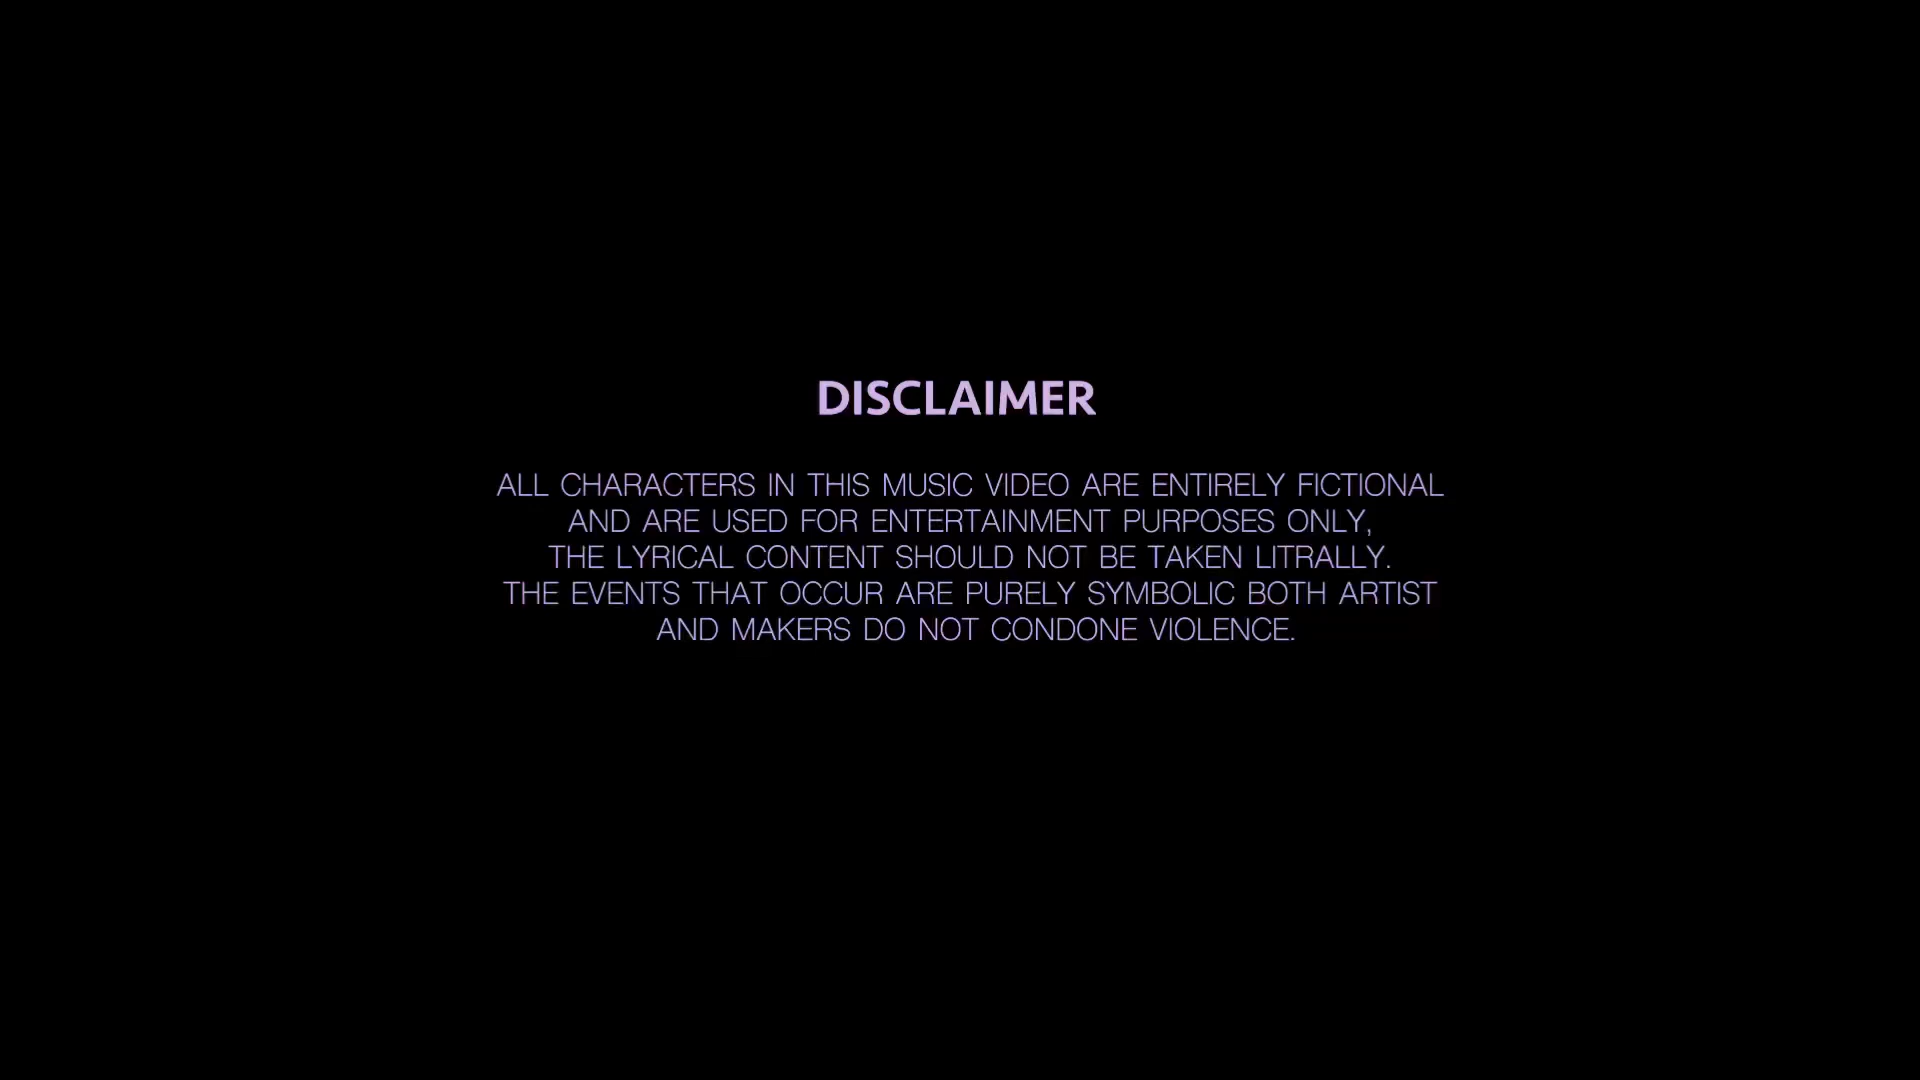 DISCLAIMER
ALL CHARACTERS IN THIS MUSIC VIDEO ARE ENTIRELY FICTIONAL
AND ARE USED FOR ENTERTAINMENT PURPOSES ONLY,
THE LYRICAL CONTENT SHOULD NOT BE TAKEN LITRALLY.
THE EVENTS THAT OCCUR ARE PURELY SYMBOLIC BOTH ARTIST
AND MAKERS DO NOT CONDONE VIOLENCE.